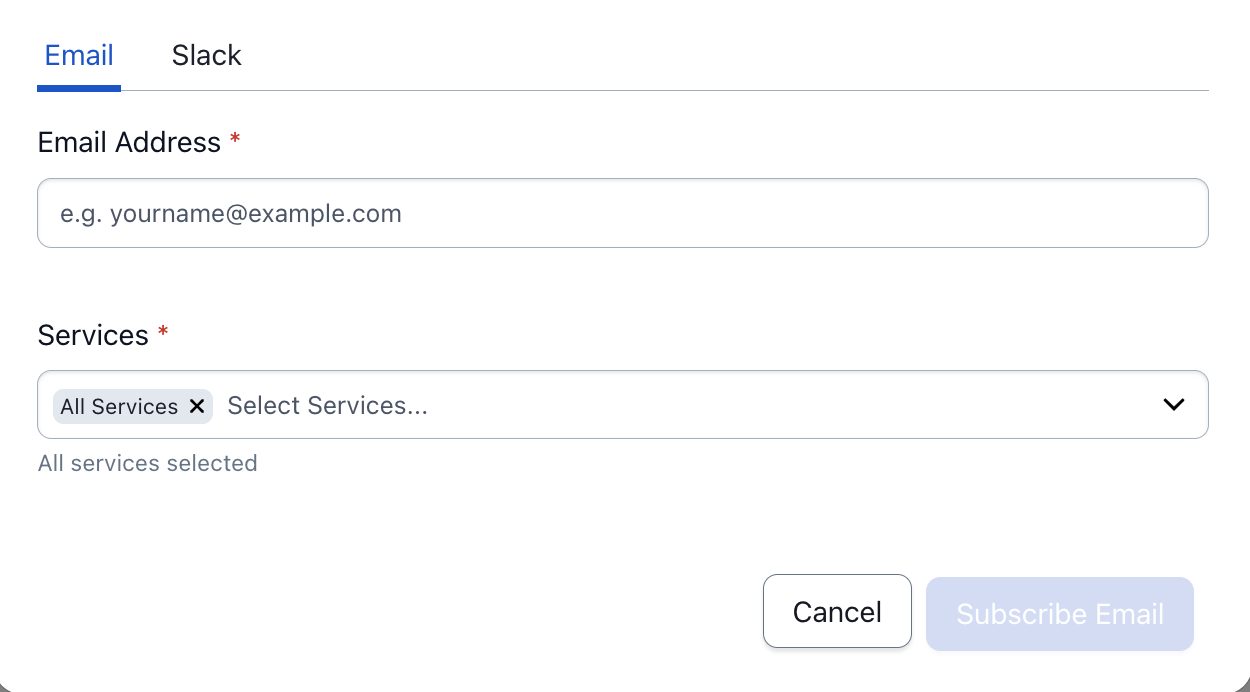 Email Slack
Email Address *
e.g. yourname@example.com
Services *
All Services Select Services...
All services selected
Cancel Subscribe Email